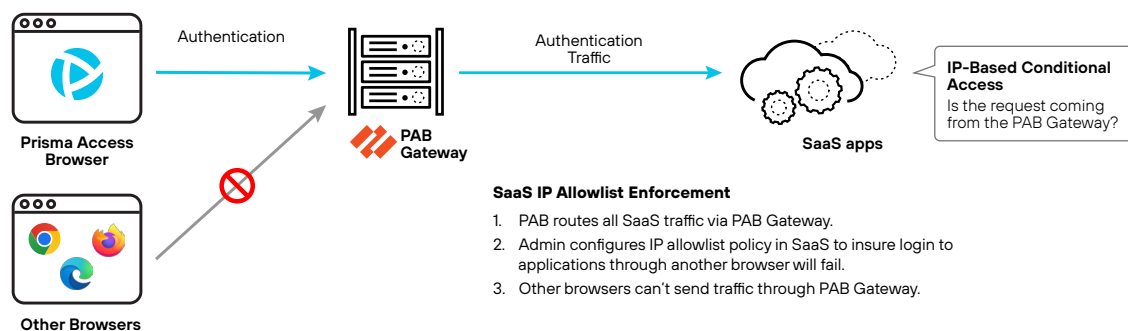 Authentication
Authentication
Traffic
IP-Based Conditional
Access
Is the request coming
from the PAB Gateway?
Prisma Access
Browser
PAB
Gateway
SaaS apps
SaaS IP Allowlist Enforcement
1. PAB routes all SaaS traffic via PAB Gateway.
2. Admin configures IP allowlist policy in SaaS to insure login to
applications through another browser will fail.
3. Other browsers can't send traffic through PAB Gateway.
Other Browsers